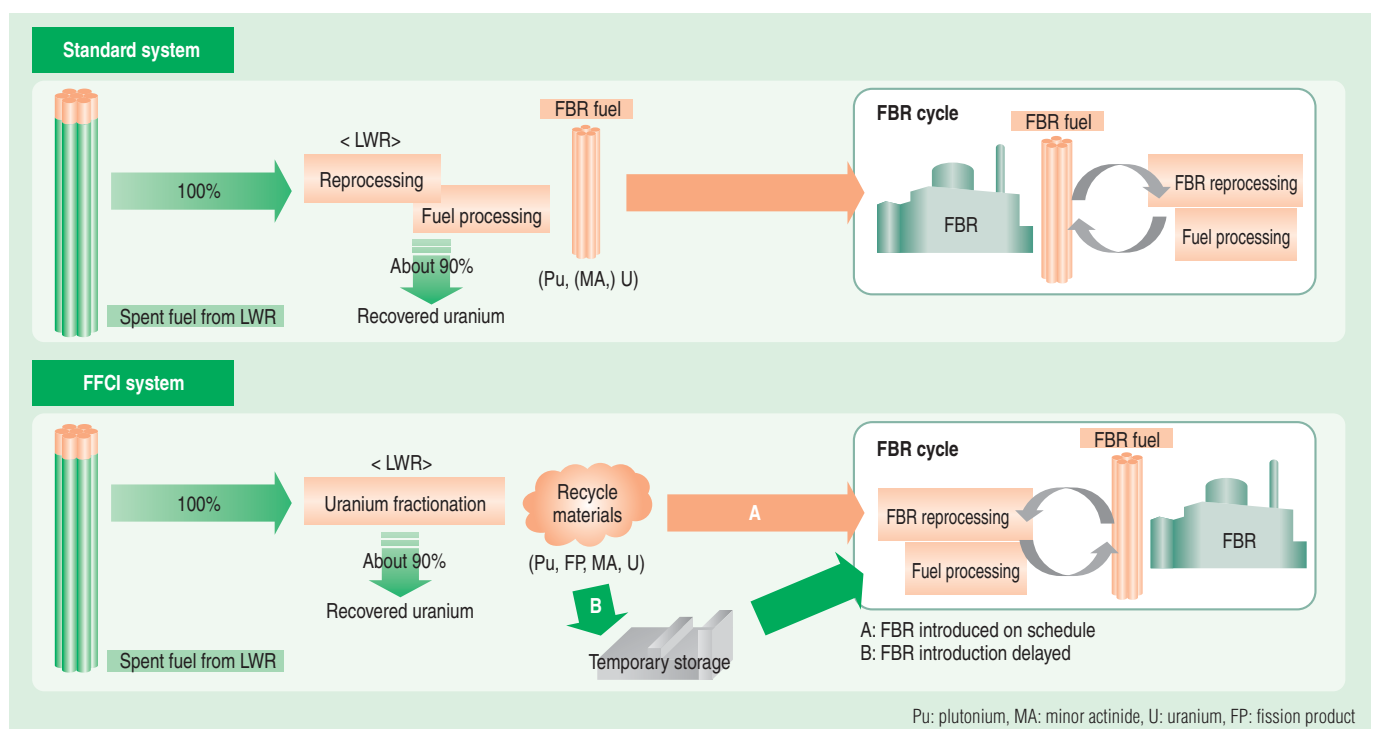 Standard system
FBR fuel
FBR cycle
FBR fuel
< LWR>
100%
Reprocessing
Fuel processing
FBR reprocessing
FBR
Fuel processing
About 90%
(Pu, (MA,) U)
Spent fuel from LWR
Recovered uranium
FFCI system
FBR cycle
FBR fuel
< LWR>
100%
Uranium fractionation
Recycle
materials
A
FBR reprocessing
FBR
About 90%
(Pu, FP, MA, U)
Fuel processing
Recovered uranium
B
A: FBR introduced on schedule
B: FBR introduction delayed
Spent fuel from LWR
Temporary storage
Pu: plutonium, MA: minor actinide, U: uranium, FP: fission product